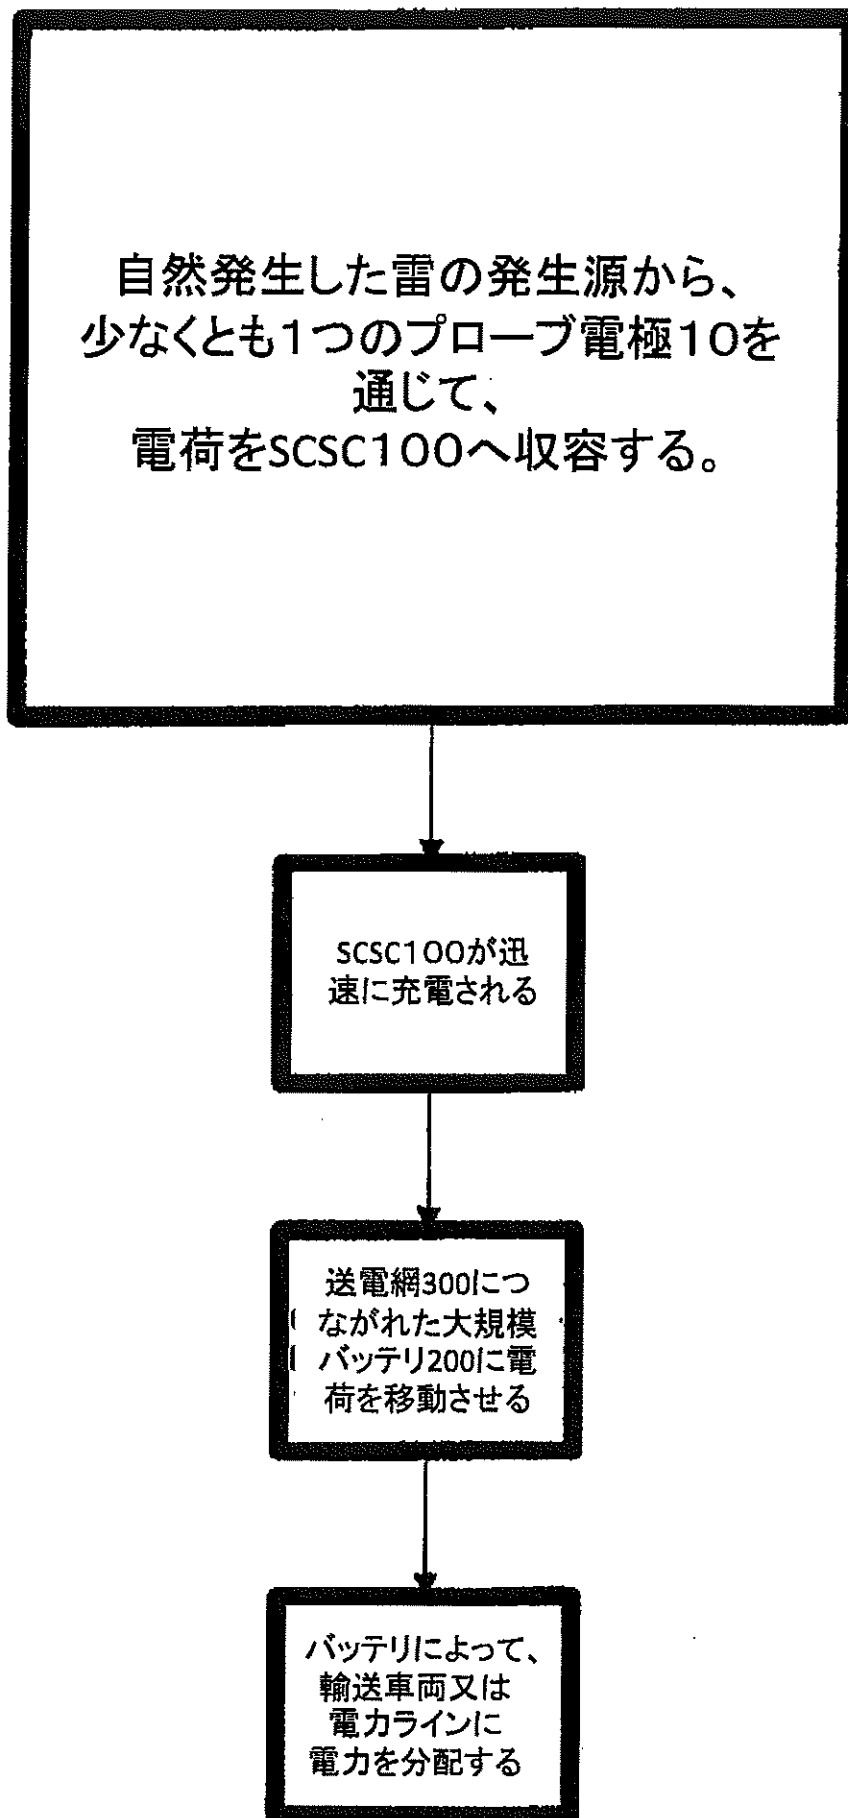 自然発生した雷の発生源から、
少なくとも1つのプローブ電極10を
通じて、
電荷をSCSC100へ収容する。
SCSC100が迅
速に充電される
送電網300につ
ながれた大規模
バッテリ200に電
荷を移動させる
バッテリによって、
輸送車両又は
電力ラインに
電力を分配する